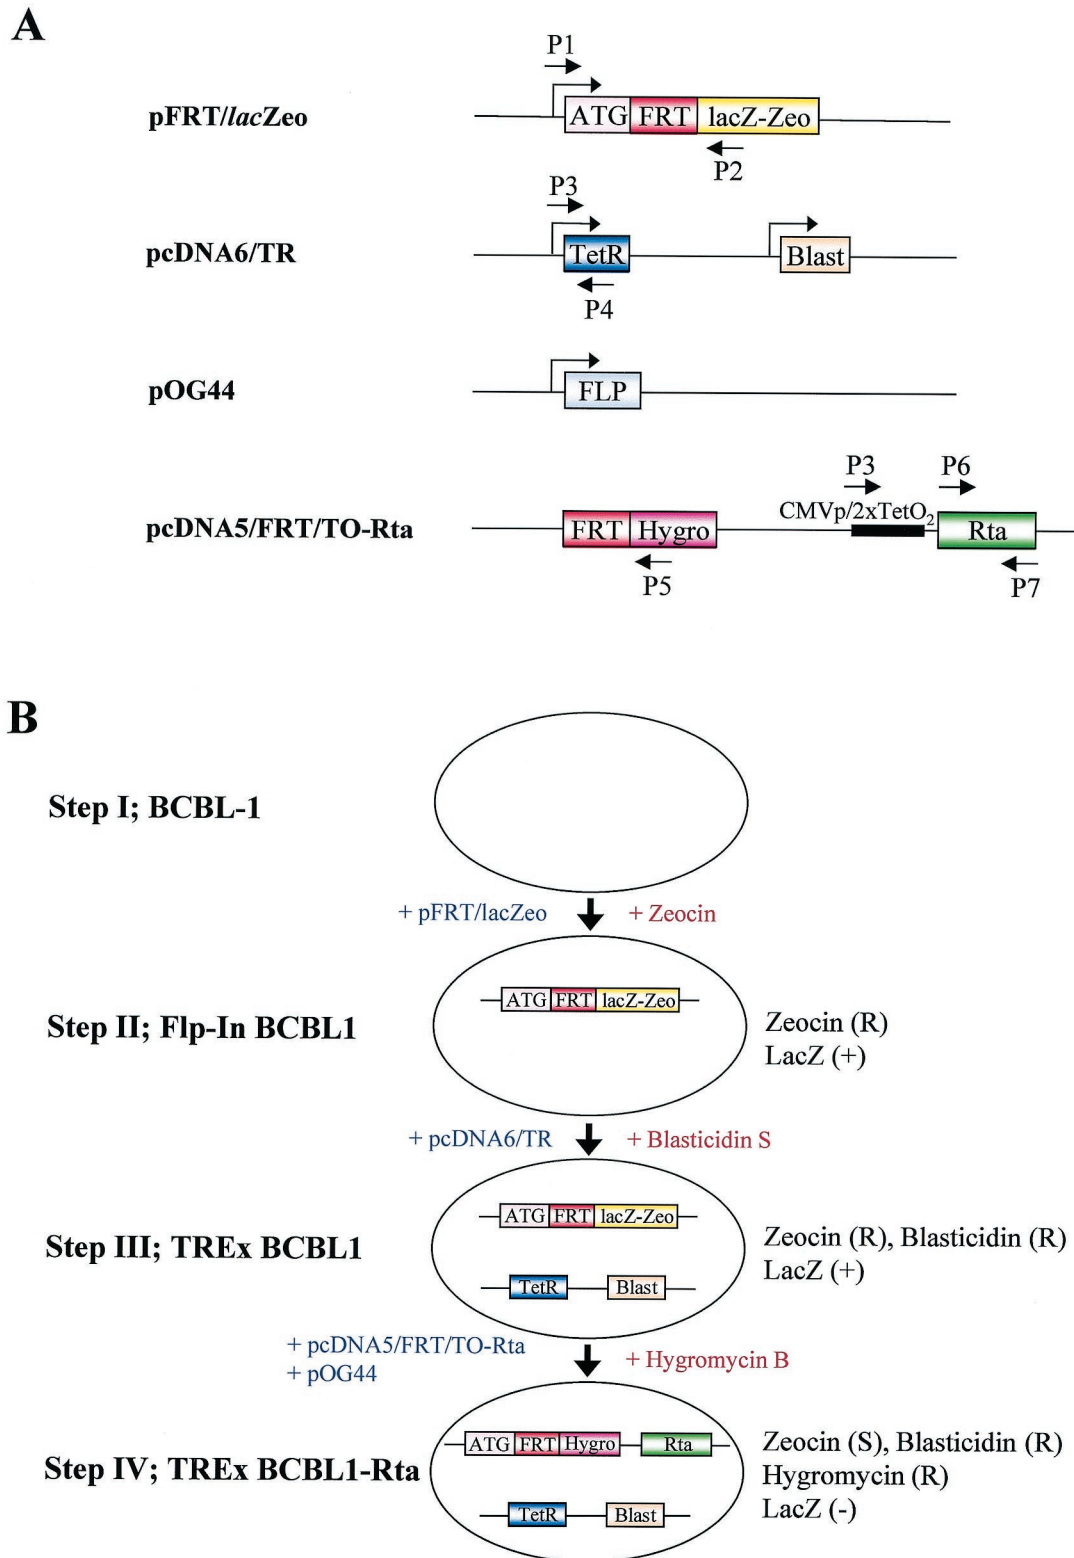 A
P1
pFRT/lacZeo
ATG FRT lacZ-Zeo
P2
P3
pcDNA6/TR
TetR Blast
P4
pOG44
FLP
P3 P6
CMVp/2xTetO2
pcDNA5/FRT/TO-Rta
FRT Hygro Rta
P5 P7
B
Step I; BCBL-1
+ pFRT/lacZeo + Zeocin
ATG FRT lacZ-Zeo
Step II; Flp-In BCBL1
Zeocin (R)
LacZ (+)
+ pcDNA6/TR + Blasticidin S
ATG FRT lacZ-Zeo
Step III; TREx BCBL1
Zeocin (R), Blasticidin (R)
LacZ (+)
TetR Blast
+ pcDNA5/FRT/TO-Rta
+ pOG44
+ Hygromycin B
ATG FRT Hygro Rta
Step IV; TREx BCBL1-Rta
Zeocin (S), Blasticidin (R)
Hygromycin (R)
LacZ (-)
TetR Blast